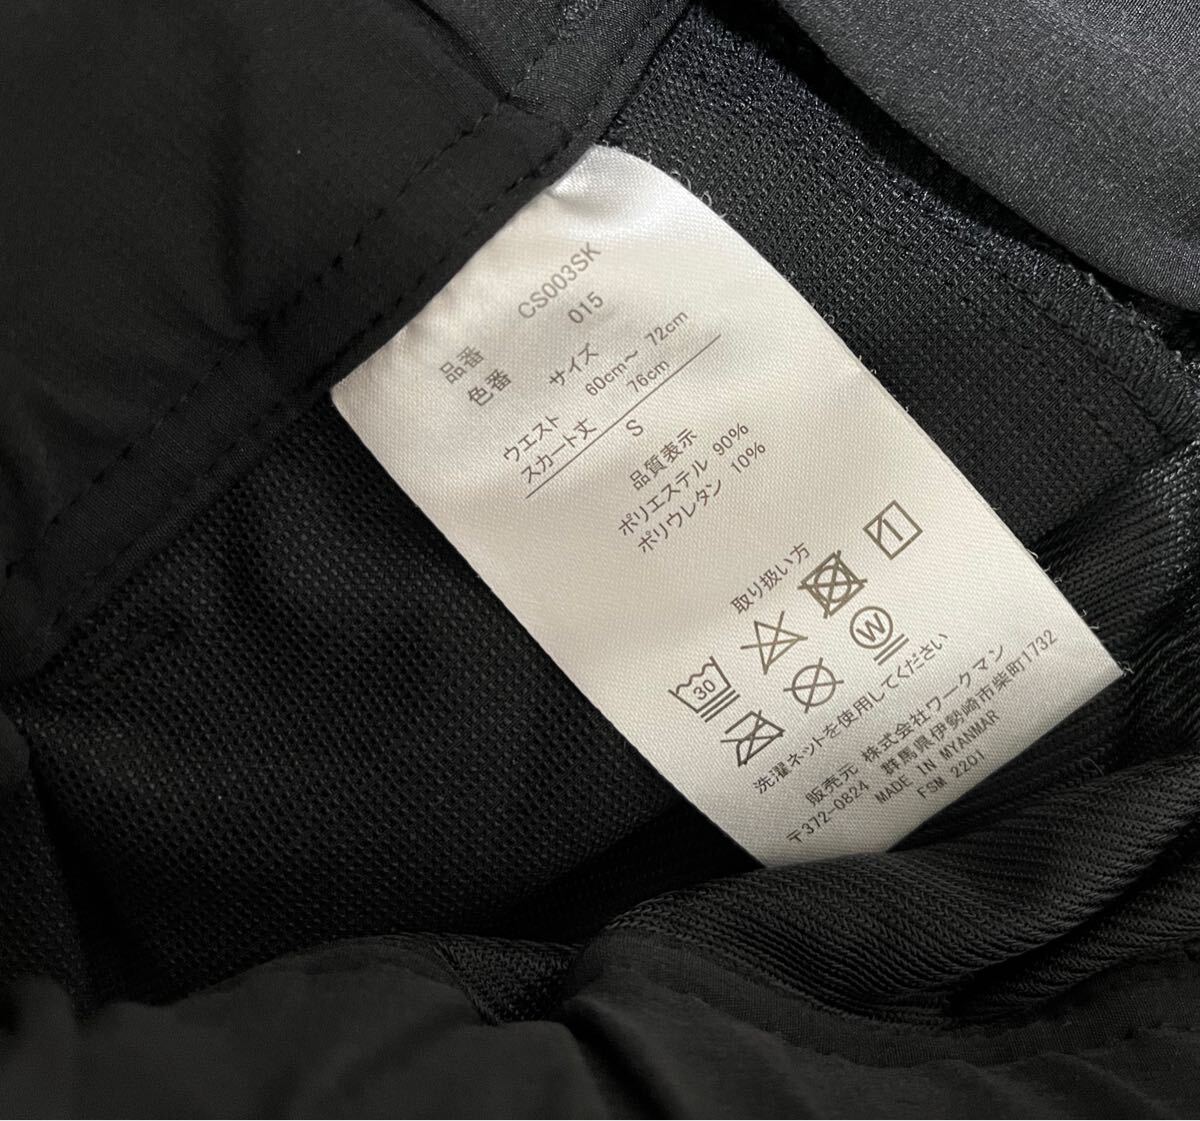 品番 CS003SK
色番 015
サイズ
ウエスト 60cm～ 72cm
スカート丈 76cm
S
品質表示
ポリエステル 90%
ポリウレタン 10%
取り扱い方
30
W
1
洗濯ネットを使用してください
販売元 株式会社ワークマン
〒372-0824 群馬県伊勢崎市柴町1732
MADE IN MYANMAR
FSM 2201